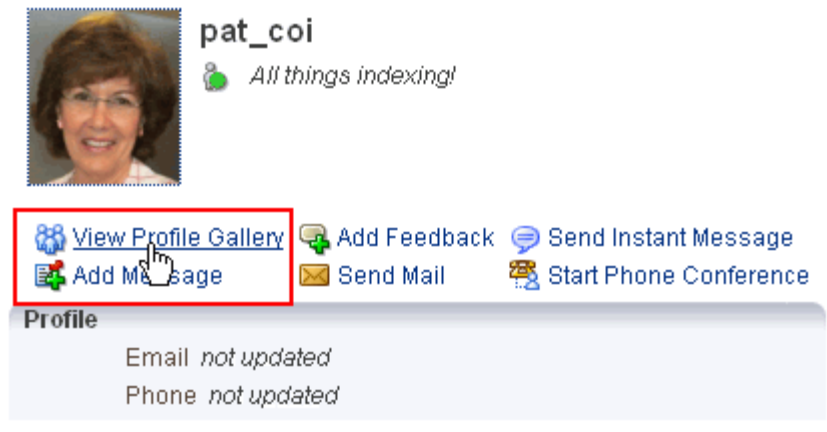 pat_coi
All things indexing!
View Profile Gallery Add Feedback Send Instant Message
Add Message Send Mail Start Phone Conference
Profile
Email not updated
Phone not updated